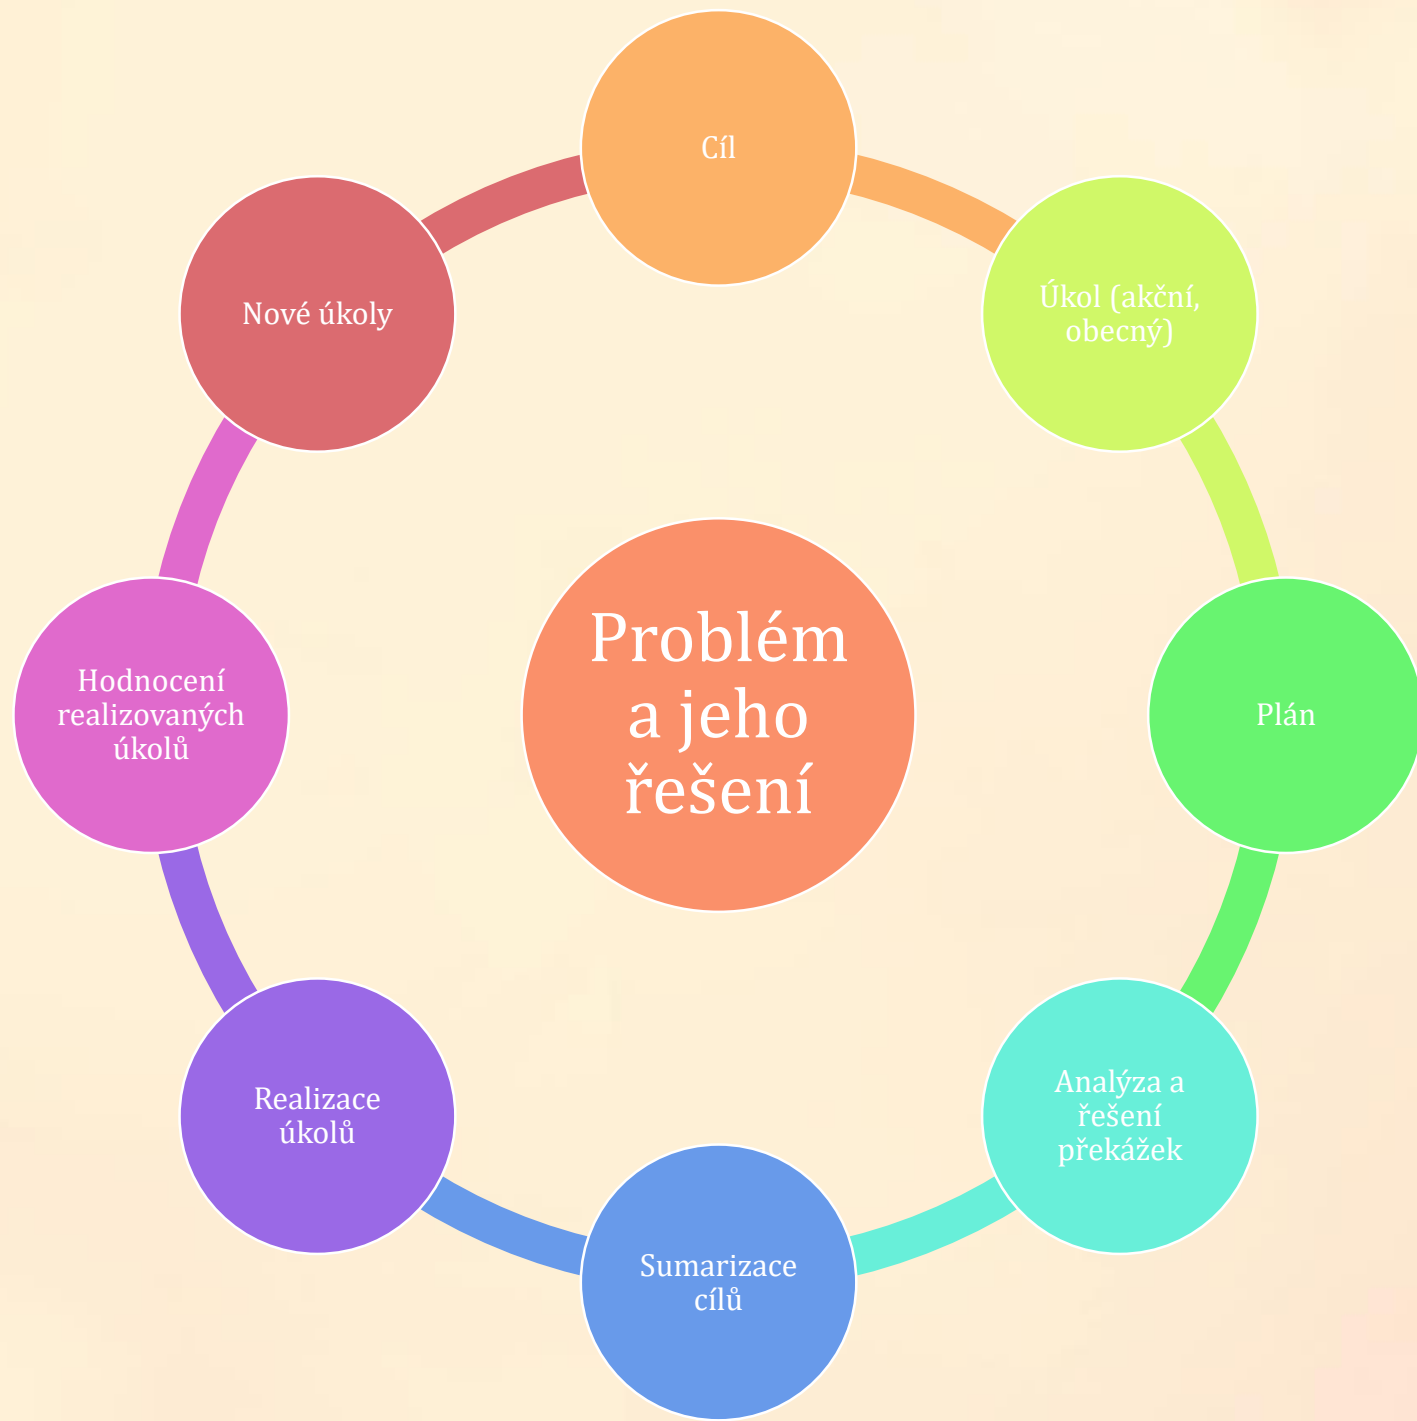 Cíl
Úkol (akční,
obecný)
Plán
Analýza a
řešení
překážek
Sumarizace
cílů
Realizace
úkolů
Hodnocení
realizovaných
úkolů
Nové úkoly
Problém
a jeho
řešení